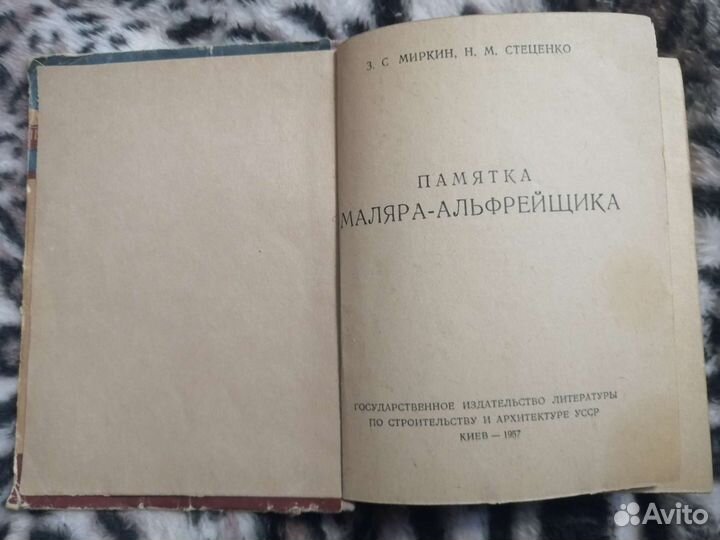 З. С МИРКИН, Н. М. СТЕЦЕНКО
ПАМЯТКА
МАЛЯРА-АЛЬФРЕЙЩИКА
ГОСУДАРСТВЕННОЕ ИЗДАТЕЛЬСТВО ЛИТЕРАТУРЫ
ПО СТРОИТЕЛЬСТВУ И АРХИТЕКТУРЕ УССР
КИЕВ — 1957
Avito